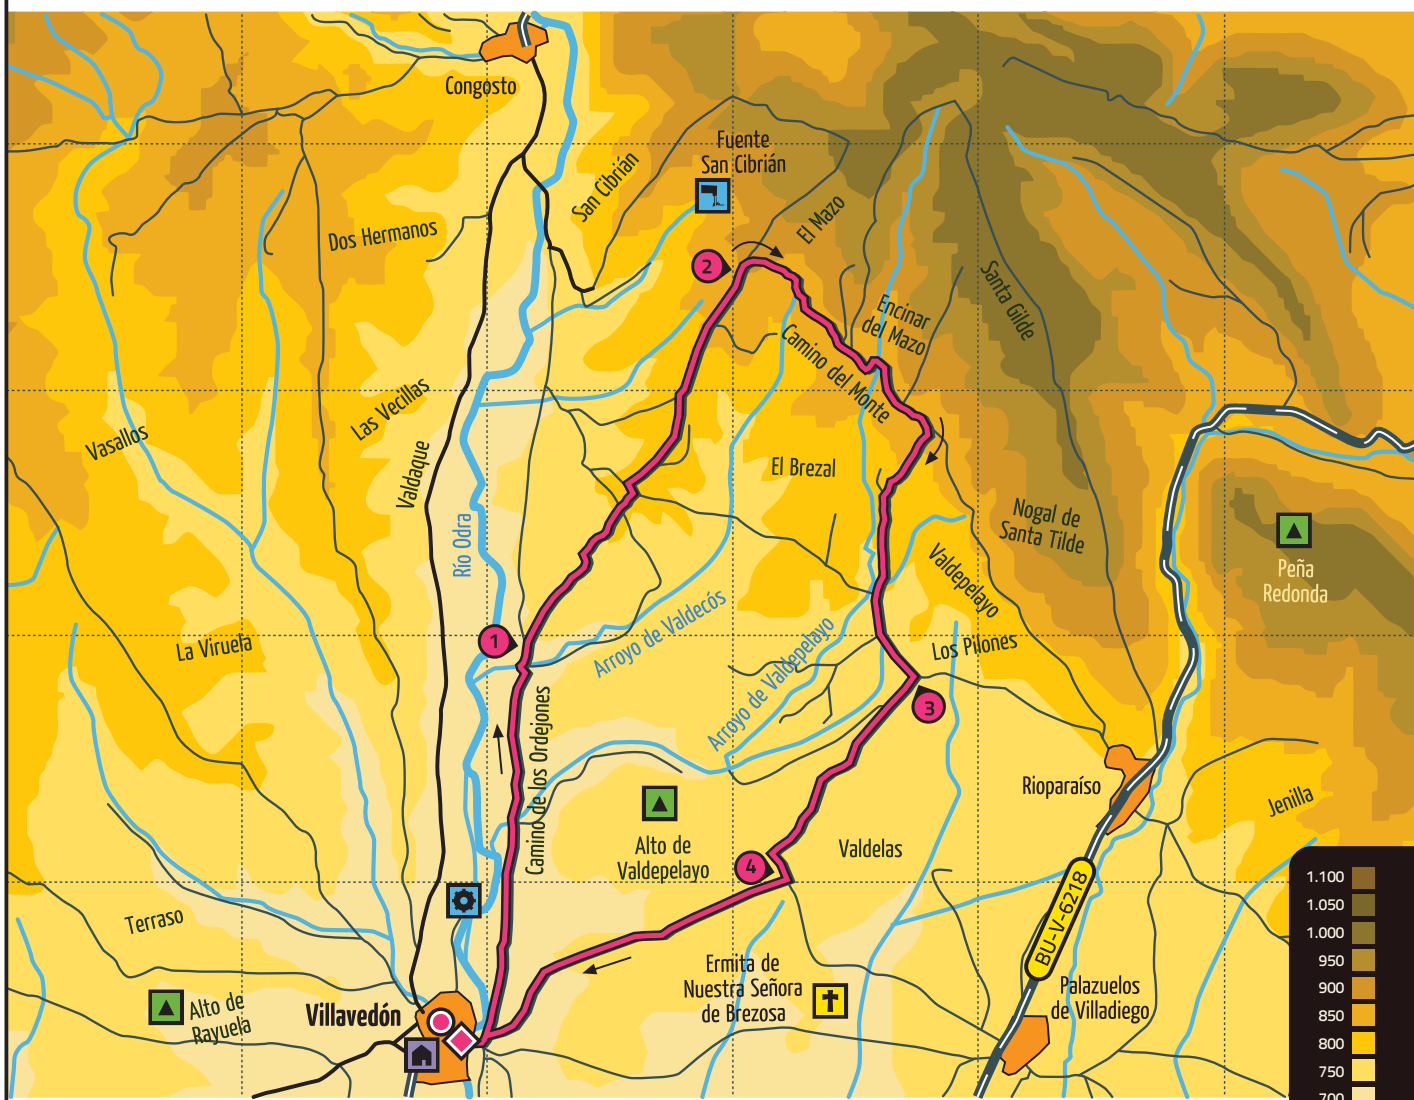 Congosto
Fuente
San Cibrián
San Cibrián
El Mazo
Dos Hermanos
2
Santa Gilde
Encinar
del Mazo
Camino del Monte
Las Vecillas
Vasallos
Valdaque
El Brezal
Río Odra
Nogal de
Santa Tilde
Peña
Redonda
Valdepelayo
Arroyo de Valdecós
Arroyo de Valdepelayo
La Viruela
1
Los Pilones
3
Camino de los Ordejones
Rioparaíso
Jenilla
Alto de
Valdepelayo
4
Valdelas
BU-V-6218
Terraso
Ermita de
Nuestra Señora
de Brezosa
Palazuelos
de Villadiego
Alto de
Rayuela
Villavedón
1.100
1.050
1.000
950
900
850
800
750
700